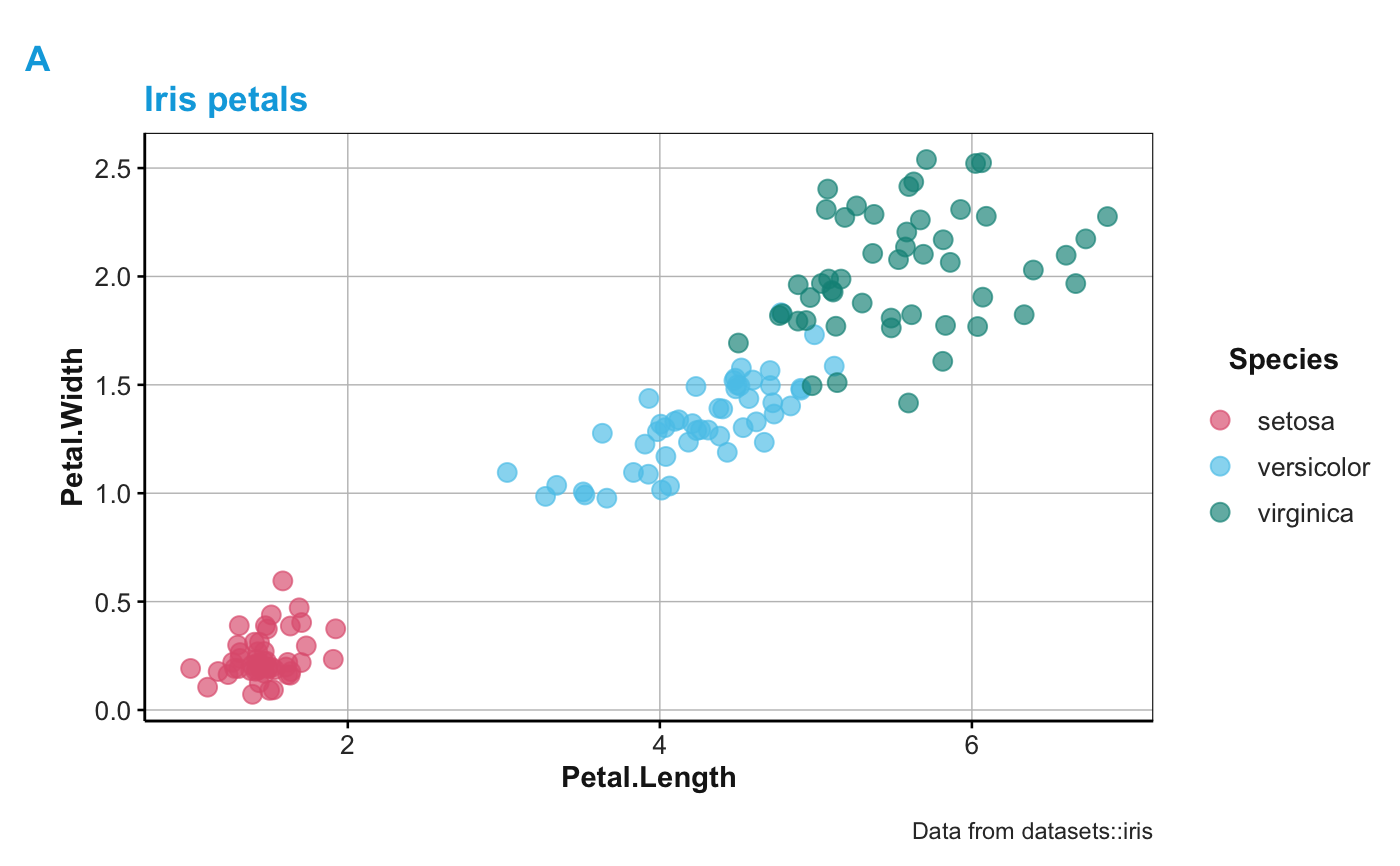 A
Iris petals
2.5
2.0
1.5
1.0
0.5
0.0
Petal.Width
2 4 6
Petal.Length
Species
setosa
versicolor
virginica
Data from datasets::iris